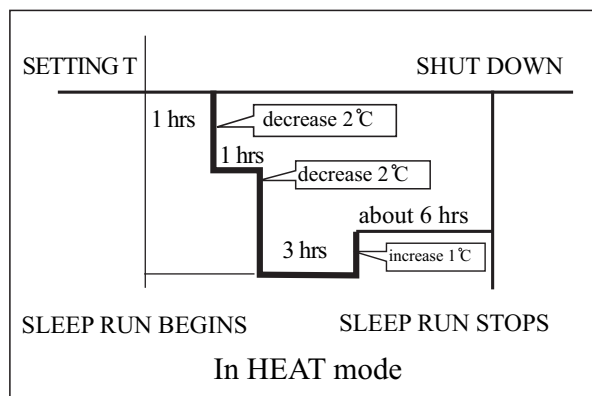 SETTING T
SHUT DOWN
1 hrs
decrease 2℃
1 hrs
decrease 2℃
about 6 hrs
3 hrs
increase 1℃
SLEEP RUN BEGINS
SLEEP RUN STOPS
In HEAT mode